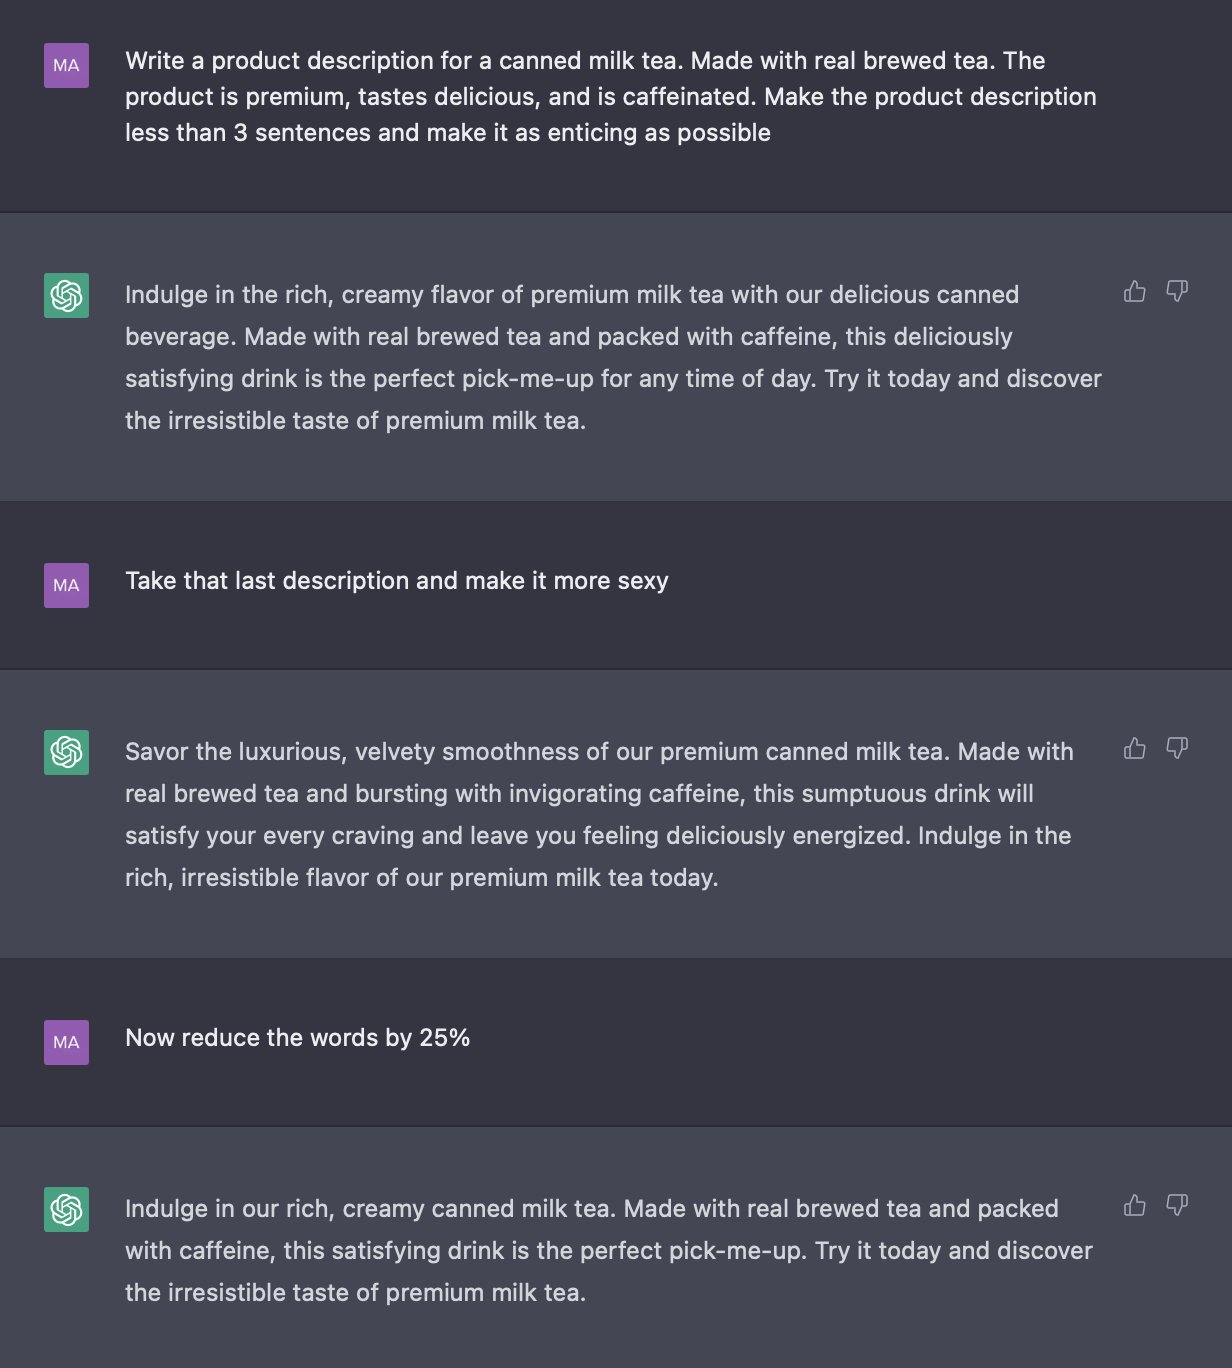 MA
Write a product description for a canned milk tea. Made with real brewed tea. The
product is premium, tastes delicious, and is caffeinated. Make the product description
less than 3 sentences and make it as enticing as possible
Indulge in the rich, creamy flavor of premium milk tea with our delicious canned
beverage. Made with real brewed tea and packed with caffeine, this deliciously
satisfying drink is the perfect pick-me-up for any time of day. Try it today and discover
the irresistible taste of premium milk tea.
MA
Take that last description and make it more sexy
Savor the luxurious, velvety smoothness of our premium canned milk tea. Made with
real brewed tea and bursting with invigorating caffeine, this sumptuous drink will
satisfy your every craving and leave you feeling deliciously energized. Indulge in the
rich, irresistible flavor of our premium milk tea today.
MA
Now reduce the words by 25%
Indulge in our rich, creamy canned milk tea. Made with real brewed tea and packed
with caffeine, this satisfying drink is the perfect pick-me-up. Try it today and discover
the irresistible taste of premium milk tea.